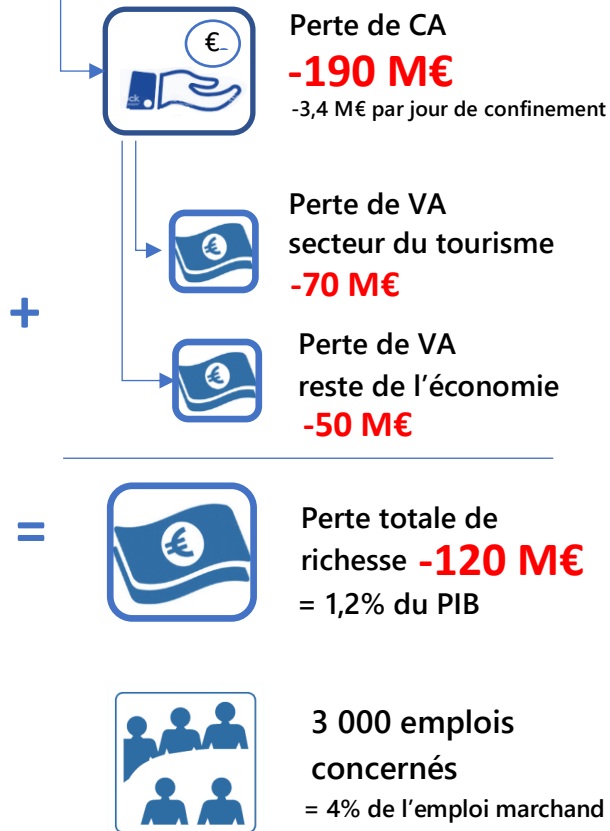 €
Perte de CA
-190 M€
-3,4 M€ par jour de confinement
ck
Perte de VA
secteur du tourisme
-70 M€
€
+
Perte de VA
reste de l’économie
-50 M€
€
=
Perte totale de
richesse -120 M€
= 1,2% du PIB
€
3 000 emplois
concernés
= 4% de l’emploi marchand